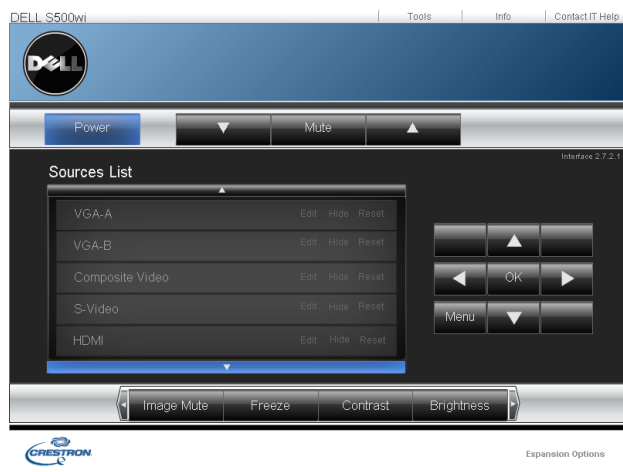 DELL S500wi Tools Info Contact IT Help
DELL
Power Mute
Interface 2.7.2.1
Sources List
VGA-A Edit Hide Reset
VGA-B Edit Hide Reset
Composite Video Edit Hide Reset
S-Video Edit Hide Reset
HDMI Edit Hide Reset
OK
Menu
Image Mute Freeze Contrast Brightness
CRESTRON. Expansion Options